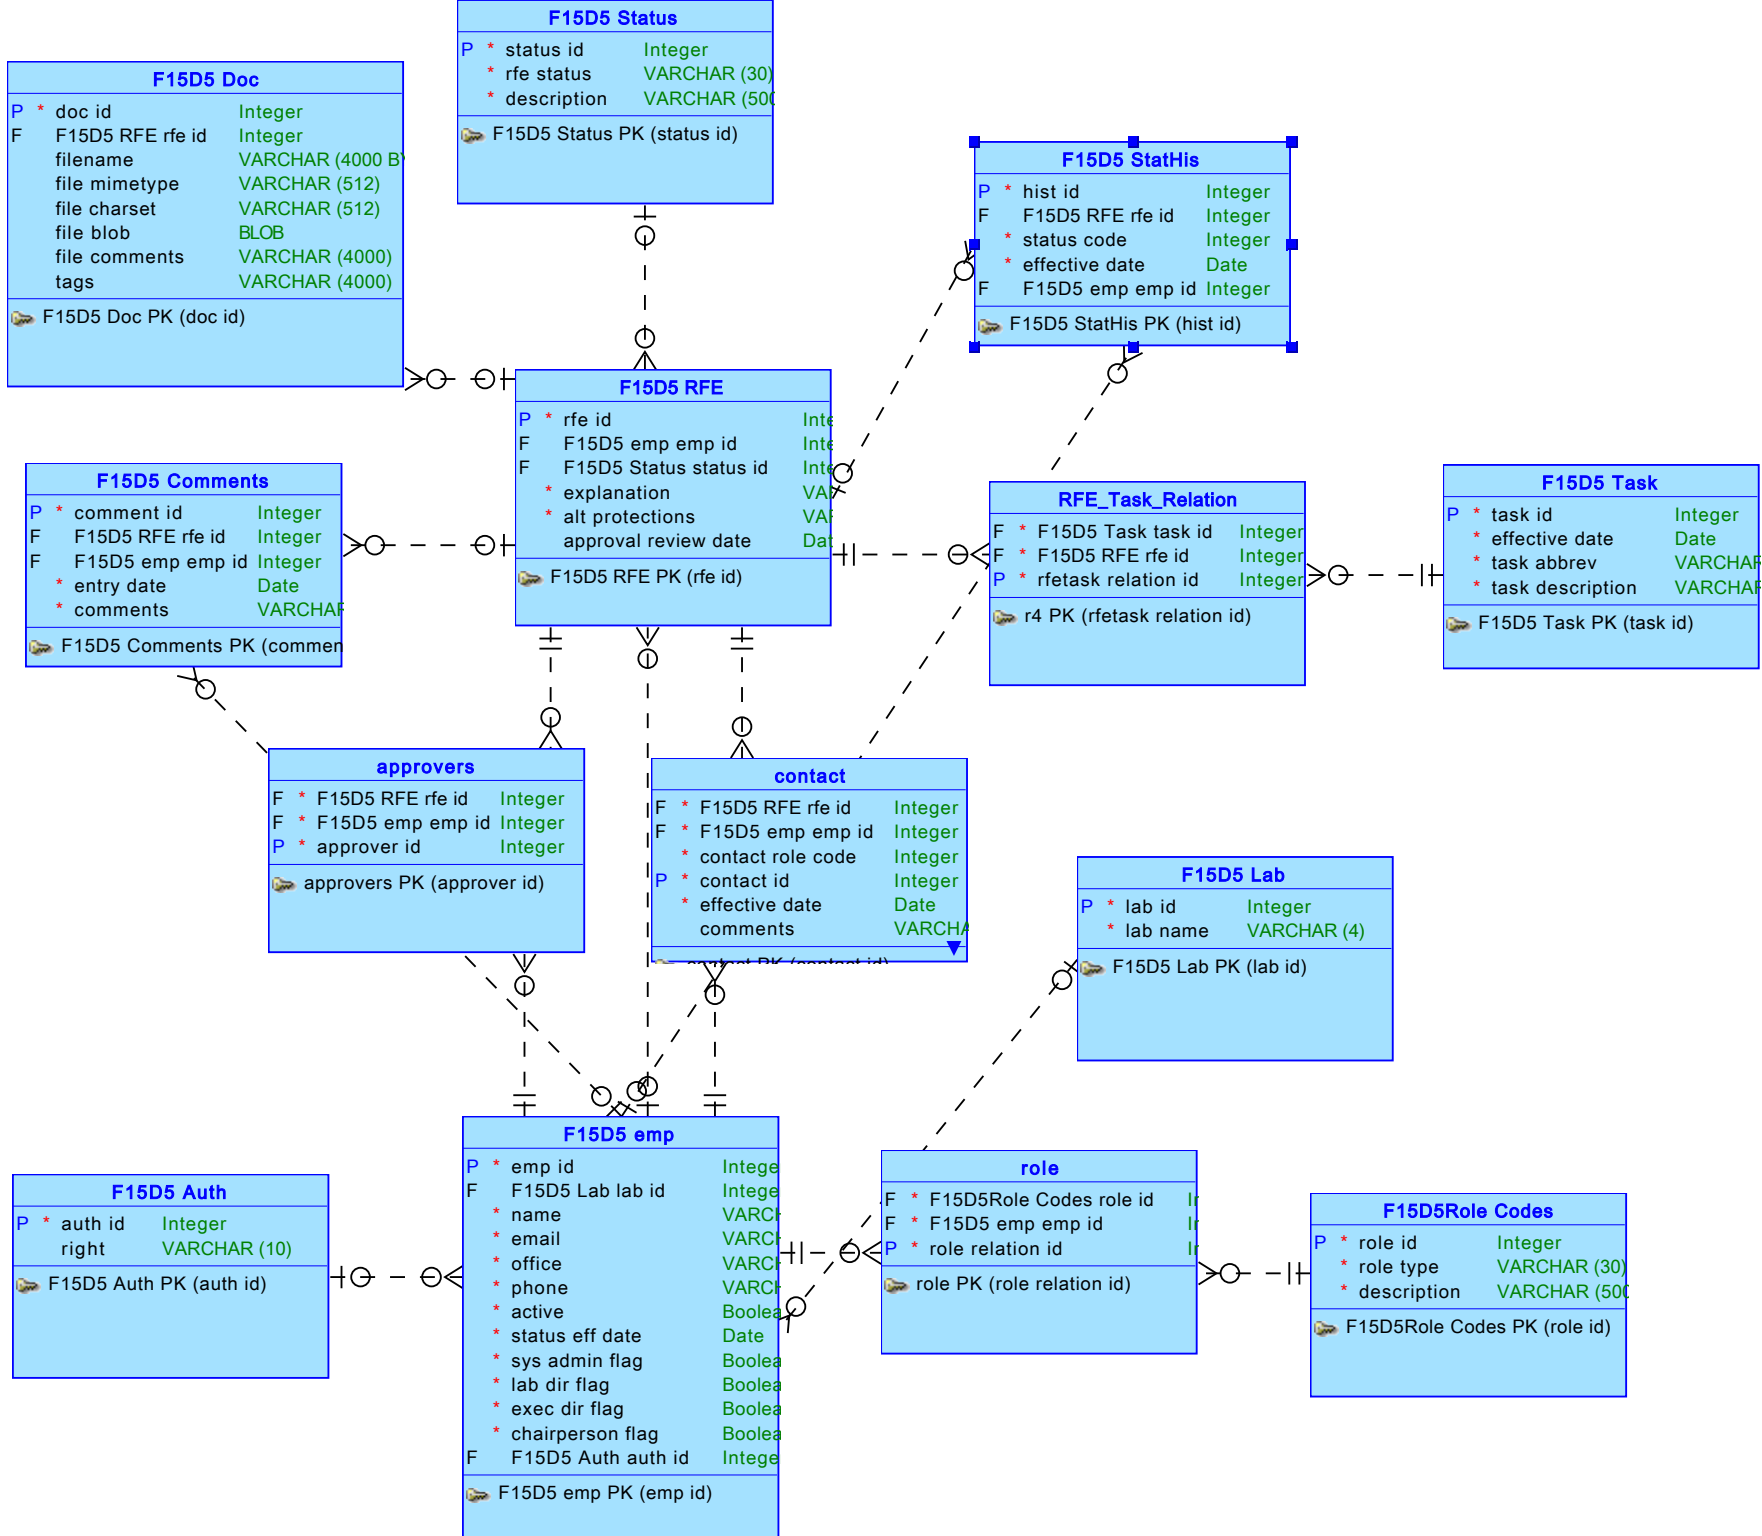 F15D5 Status
P * status id Integer
* rfe status VARCHAR (30)
* description VARCHAR (500
F15D5 Status PK (status id)
F15D5 Doc
P * doc id Integer
F F15D5 RFE rfe id Integer
filename VARCHAR (4000 B
file mimetype VARCHAR (512)
file charset VARCHAR (512)
file blob BLOB
file comments VARCHAR (4000)
tags VARCHAR (4000)
F15D5 Doc PK (doc id)
F15D5 StatHis
P * hist id Integer
F F15D5 RFE rfe id Integer
* status code Integer
* effective date Date
F F15D5 emp emp id Integer
F15D5 StatHis PK (hist id)
F15D5 RFE
P * rfe id Inte
F F15D5 emp emp id Inte
F F15D5 Status status id Inte
* explanation VAR
* alt protections VAR
approval review date Dat
F15D5 RFE PK (rfe id)
F15D5 Comments
P * comment id Integer
F F15D5 RFE rfe id Integer
F F15D5 emp emp id Integer
* entry date Date
* comments VARCHAR
F15D5 Comments PK (commen
RFE_Task_Relation
F * F15D5 Task task id Integer
F * F15D5 RFE rfe id Integer
P * rfetask relation id Integer
r4 PK (rfetask relation id)
F15D5 Task
P * task id Integer
* effective date Date
* task abbrev VARCHAR
* task description VARCHAR
F15D5 Task PK (task id)
approvers
F * F15D5 RFE rfe id Integer
F * F15D5 emp emp id Integer
P * approver id Integer
approvers PK (approver id)
contact
F * F15D5 RFE rfe id Integer
F * F15D5 emp emp id Integer
* contact role code Integer
P * contact id Integer
* effective date Date
comments VARCHA
contact PK (contact id)
F15D5 Lab
P * lab id Integer
* lab name VARCHAR (4)
F15D5 Lab PK (lab id)
F15D5 emp
P * emp id Intege
F F15D5 Lab lab id Intege
* name VARCH
* email VARCH
* office VARCH
* phone VARCH
* active Boolea
* status eff date Date
* sys admin flag Boolea
* lab dir flag Boolea
* exec dir flag Boolea
* chairperson flag Boolea
F F15D5 Auth auth id Intege
F15D5 emp PK (emp id)
F15D5 Auth
P * auth id Integer
right VARCHAR (10)
F15D5 Auth PK (auth id)
role
F * F15D5Role Codes role id In
F * F15D5 emp emp id In
P * role relation id In
role PK (role relation id)
F15D5Role Codes
P * role id Integer
* role type VARCHAR (30)
* description VARCHAR (500
F15D5Role Codes PK (role id)